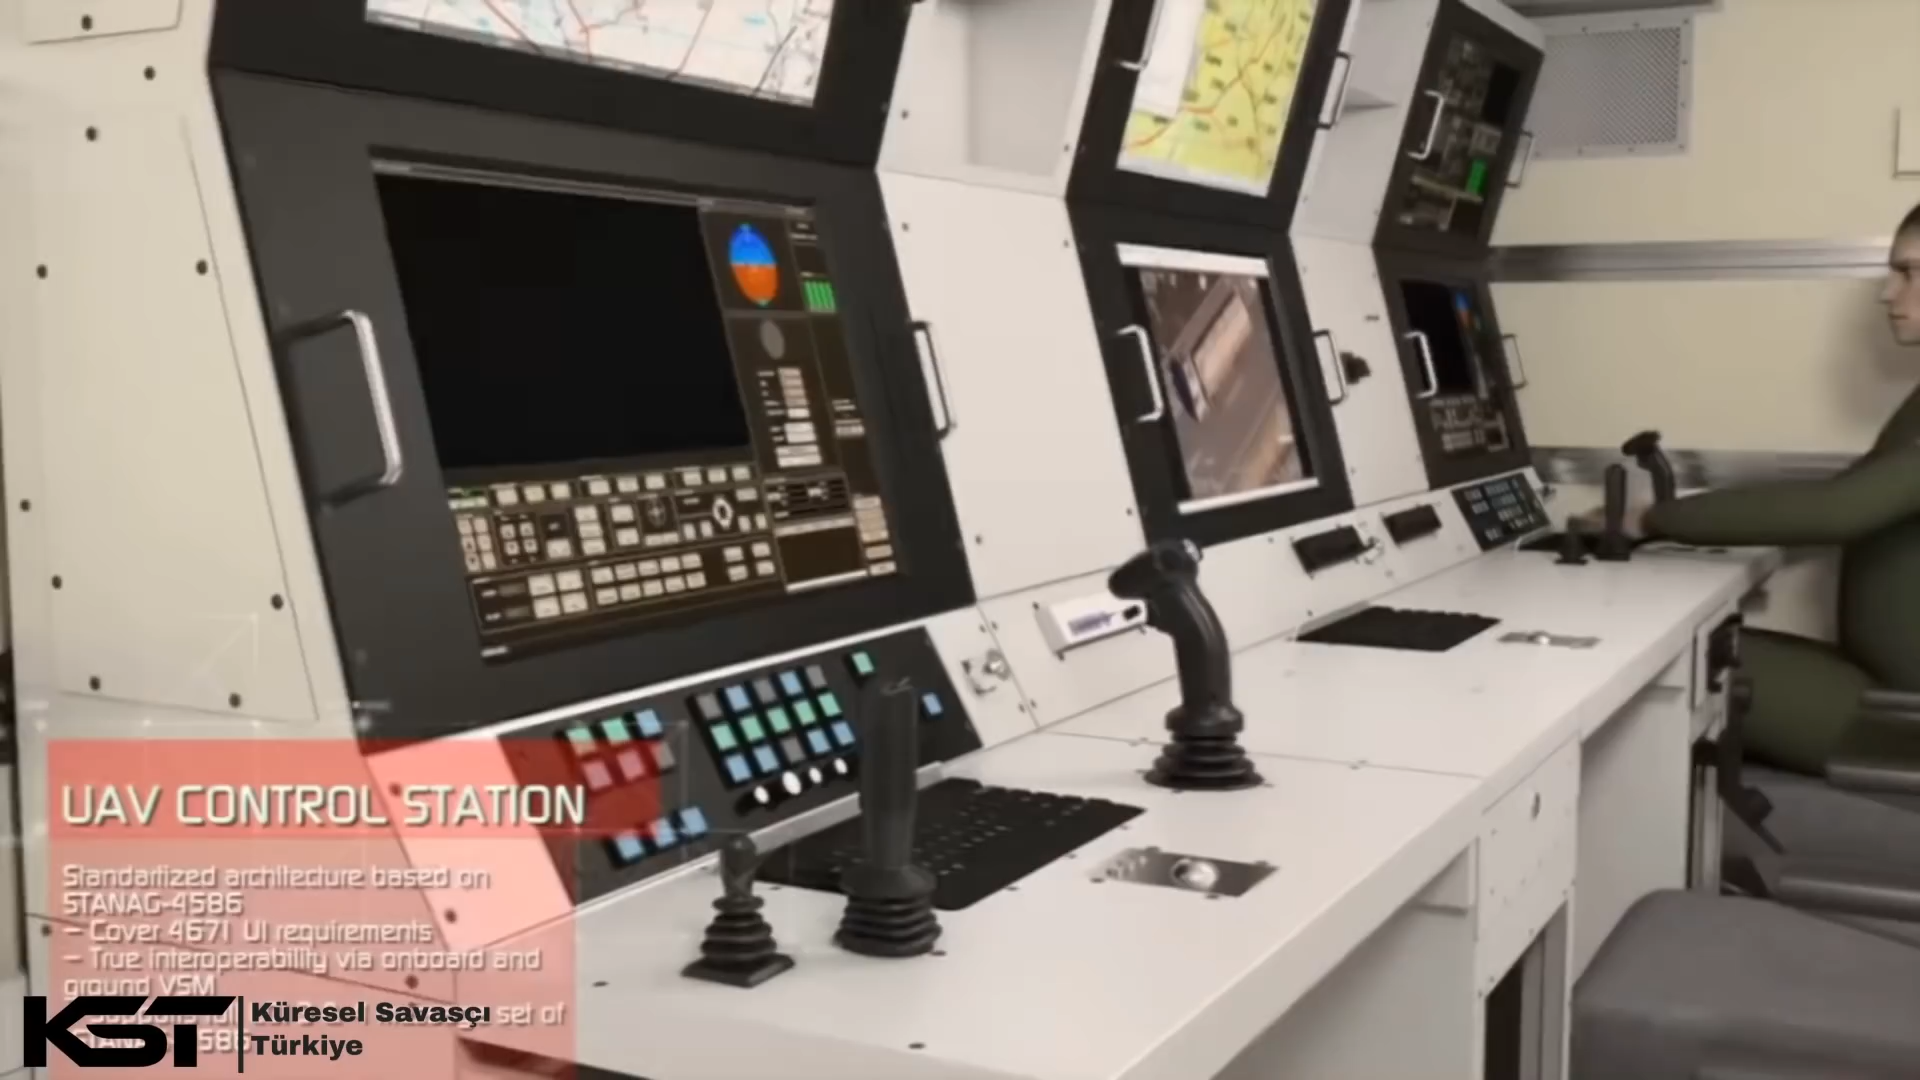 UAV CONTROL STATION
Standartized architecture based on
STANAG-4586
– Cover 4671 UI requirements
– True interoperability via onboard and
ground VSM
set of
KST
Küresel Savasçı
Türkiye